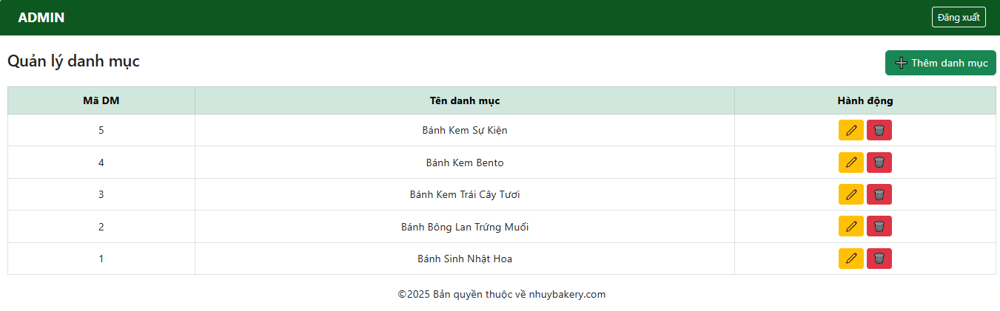 ADMIN Đăng xuất
Quản lý danh mục Thêm danh mục
Mã DM Tên danh mục Hành động
5 Bánh Kem Sự Kiện
4 Bánh Kem Bento
3 Bánh Kem Trái Cây Tươi
2 Bánh Bông Lan Trứng Muối
1 Bánh Sinh Nhật Hoa
©2025 Bản quyền thuộc về nhuybakery.com